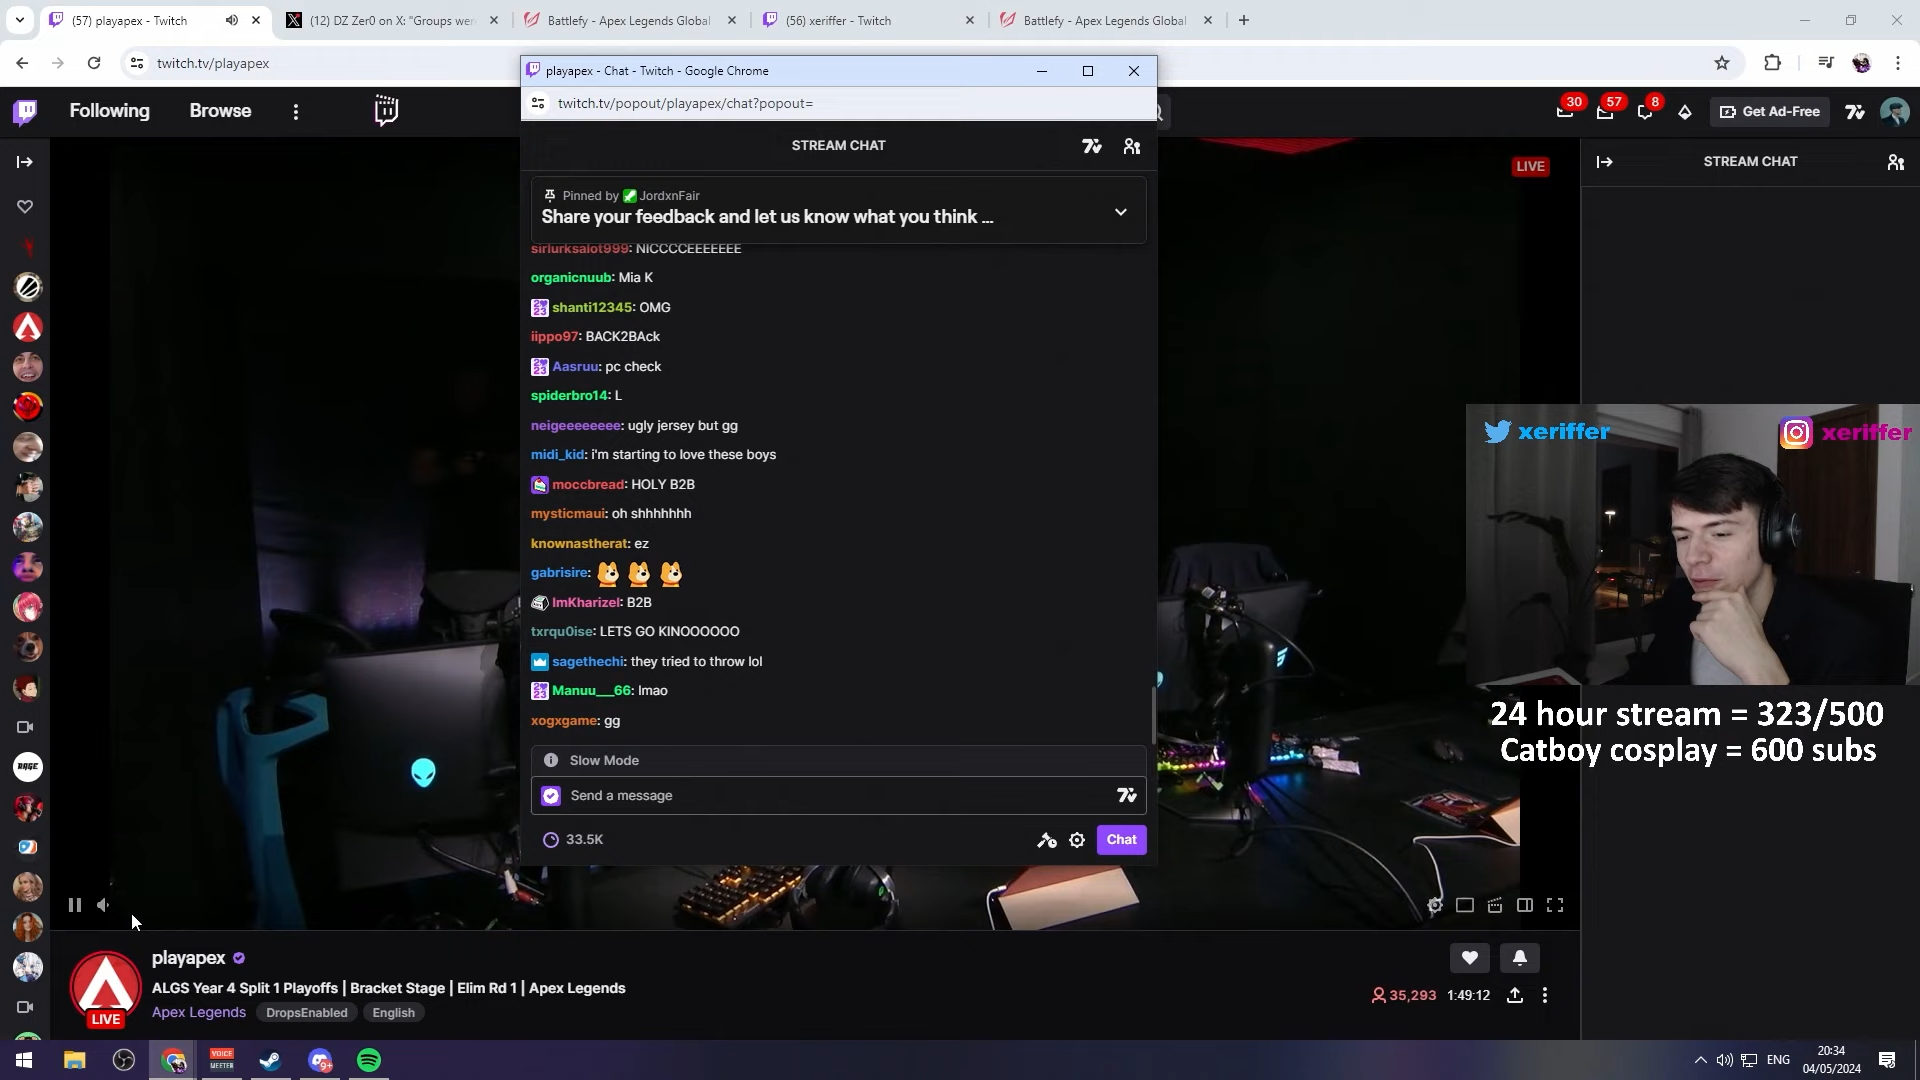 (57) playapex - Twitch
(12) DZ Zer0 on X: "Groups wer
Battlefy - Apex Legends Global
(56) xeriffer - Twitch
Battlefy - Apex Legends Global
twitch.tv/playapex
playapex - Chat - Twitch - Google Chrome
twitch.tv/popout/playapex/chat?popout=
Following
Browse
30
57
8
Get Ad-Free
STREAM CHAT
LIVE
STREAM CHAT
Pinned by JordxnFair
Share your feedback and let us know what you think ...
sirlurksalot999: NICCCCEEEEEEE
organicnuub: Mia K
shanti12345: OMG
iippo97: BACK2BAck
Aasruu: pc check
spiderbro14: L
neigeeeeeeee: ugly jersey but gg
midi_kid: i'm starting to love these boys
moccbread: HOLY B2B
mysticmaui: oh shhhhhhh
knownastherat: ez
gabrisire:
ImKharizel: B2B
txrqu0ise: LETS GO KINOOOOOO
sagethechi: they tried to throw lol
Manuu___66: lmao
xogxgame: gg
Slow Mode
Send a message
33.5K
Chat
xeriffer
xeriffer
24 hour stream = 323/500
Catboy cosplay = 600 subs
RAGE
playapex
ALGS Year 4 Split 1 Playoffs | Bracket Stage | Elim Rd 1 | Apex Legends
LIVE
Apex Legends
DropsEnabled
English
35,293
1:49:12
VOICE
MEETER
9+
ENG
20:34
04/05/2024